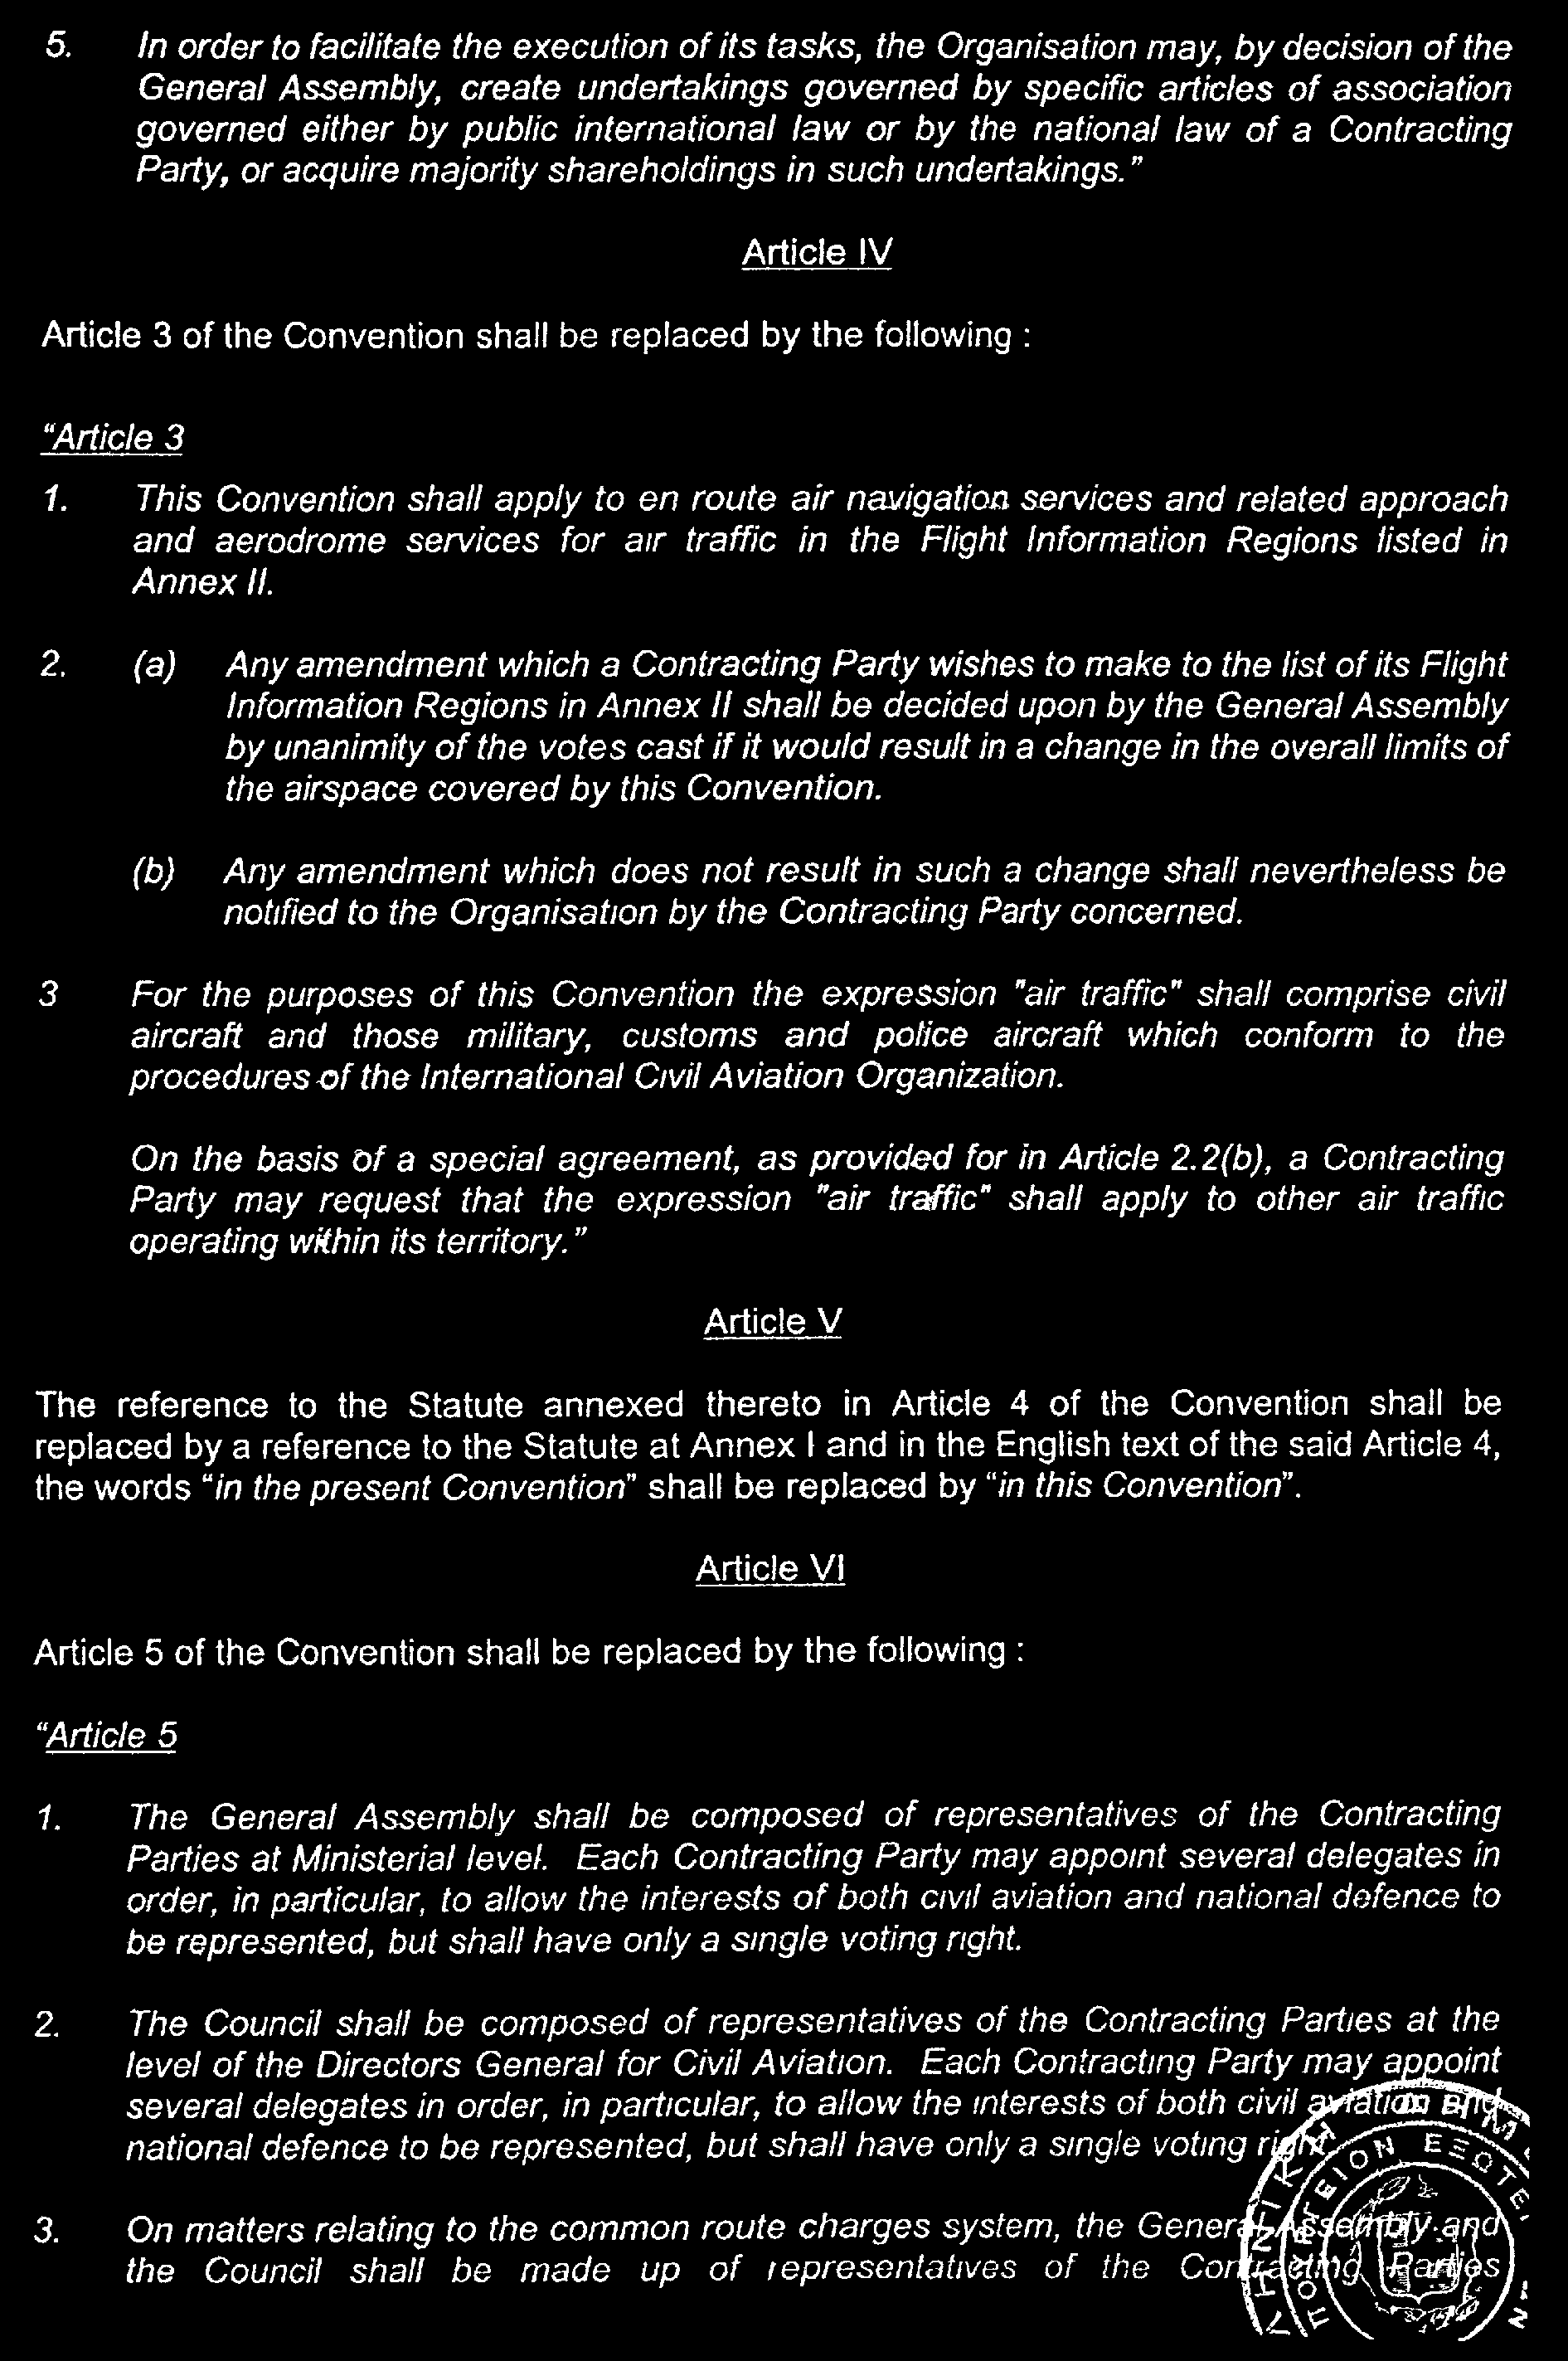 5. In order to facilitate the execution of its tasks, the Organisation may, by decision of the
General Assembly, create undertakings governed by specific articles of association
governed either by public international law or by the national law of a Contracting
Party, or acquire majority shareholdings in such undertakings."
Article IV
Article 3 of the Convention shall be replaced by the following :
"Article 3
1. This Convention shall apply to en route air navigation services and related approach
and aerodrome services for air traffic in the Flight Information Regions listed in
Annex II.
2. (a) Any amendment which a Contracting Party wishes to make to the list of its Flight
Information Regions in Annex II shall be decided upon by the General Assembly
by unanimity of the votes cast if it would result in a change in the overall limits of
the airspace covered by this Convention.
(b) Any amendment which does not result in such a change shall nevertheless be
notified to the Organisation by the Contracting Party concerned.
3 For the purposes of this Convention the expression "air traffic" shall comprise civil
aircraft and those military, customs and police aircraft which conform to the
procedures of the International Civil Aviation Organization.
On the basis of a special agreement, as provided for in Article 2.2(b), a Contracting
Party may request that the expression "air traffic" shall apply to other air traffic
operating within its territory."
Article V
The reference to the Statute annexed thereto in Article 4 of the Convention shall be
replaced by a reference to the Statute at Annex I and in the English text of the said Article 4,
the words "in the present Convention" shall be replaced by "in this Convention".
Article VI
Article 5 of the Convention shall be replaced by the following :
"Article 5
1. The General Assembly shall be composed of representatives of the Contracting
Parties at Ministerial level. Each Contracting Party may appoint several delegates in
order, in particular, to allow the interests of both civil aviation and national defence to
be represented, but shall have only a single voting right.
2. The Council shall be composed of representatives of the Contracting Parties at the
level of the Directors General for Civil Aviation. Each Contracting Party may appoint
several delegates in order, in particular, to allow the interests of both civil aviation and
national defence to be represented, but shall have only a single voting right.
3. On matters relating to the common route charges system, the General Assembly and
the Council shall be made up of representatives of the Contracting Parties